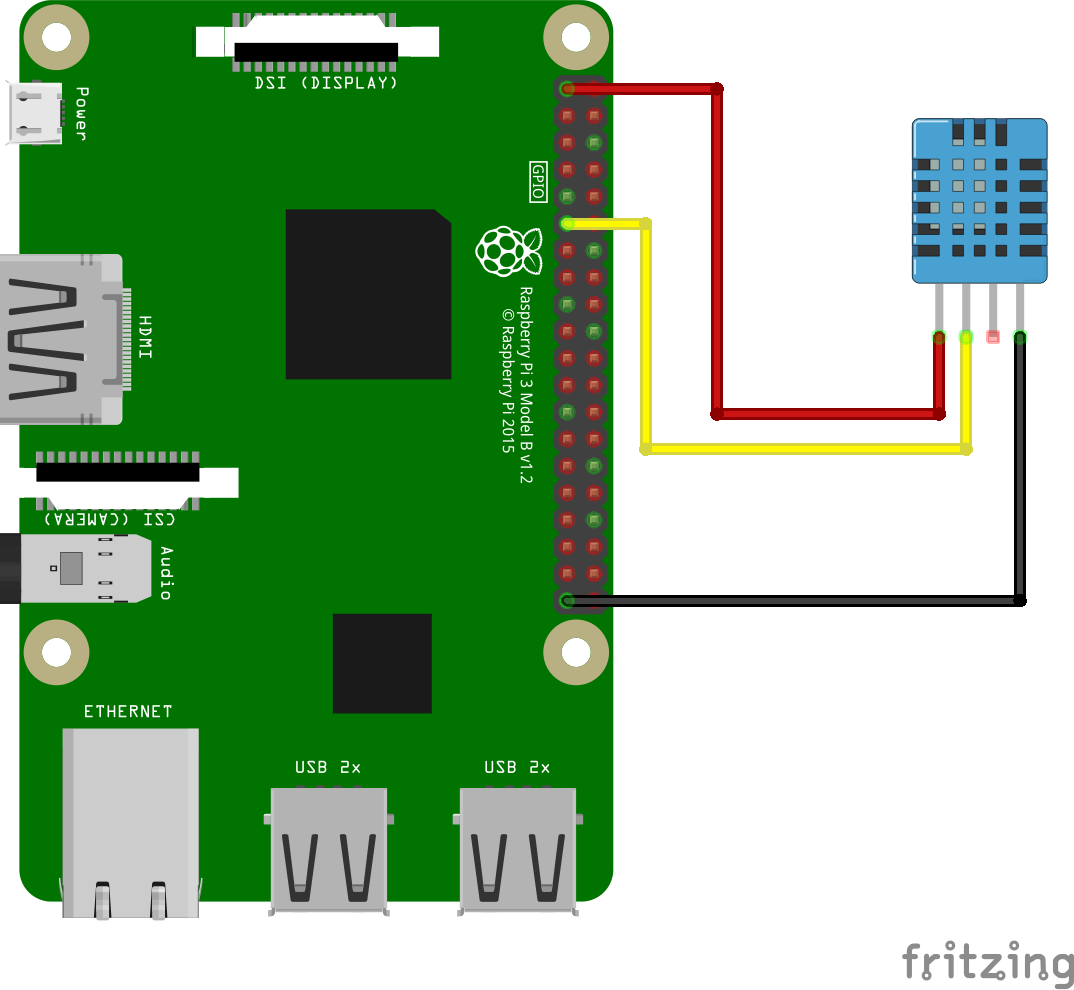 DSI (DISPLAY)
Power
GPIO
HDMI
Raspberry Pi 3 Model B v1.2
© Raspberry Pi 2015
CSI (CAMERA)
Audio
ETHERNET
USB 2x
USB 2x
fritzing